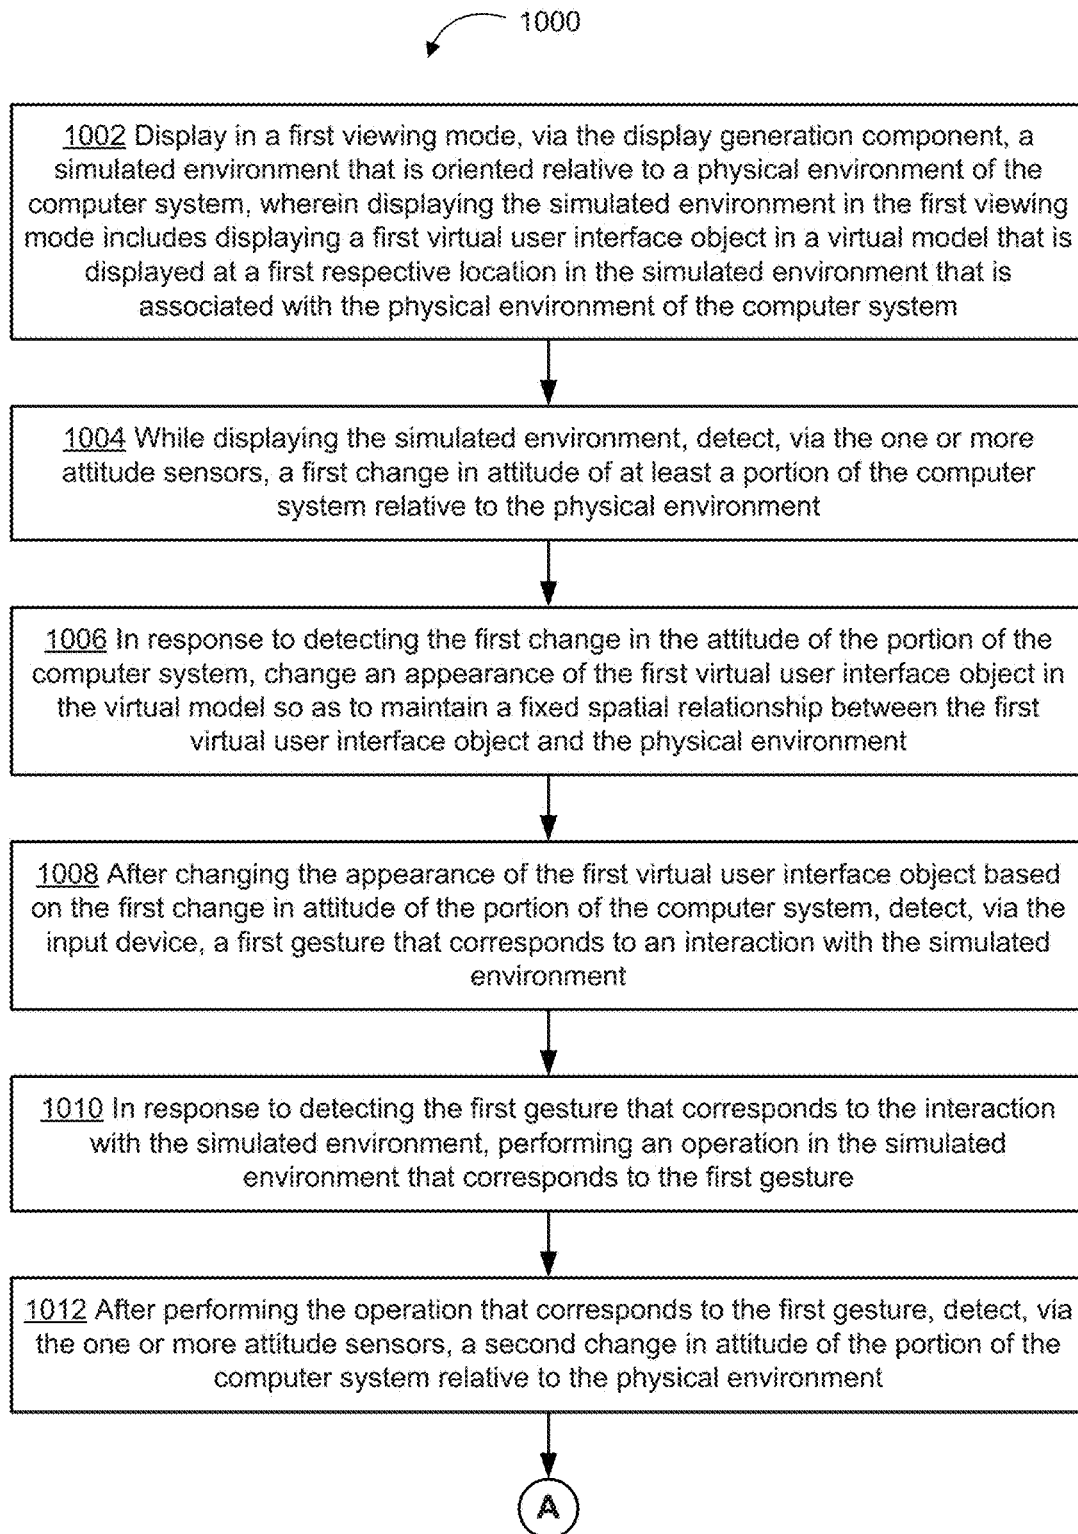 1000
1002 Display in a first viewing mode, via the display generation component, a
simulated environment that is oriented relative to a physical environment of the
computer system, wherein displaying the simulated environment in the first viewing
mode includes displaying a first virtual user interface object in a virtual model that is
displayed at a first respective location in the simulated environment that is
associated with the physical environment of the computer system
1004 While displaying the simulated environment, detect, via the one or more
attitude sensors, a first change in attitude of at least a portion of the computer
system relative to the physical environment
1006 In response to detecting the first change in the attitude of the portion of the
computer system, change an appearance of the first virtual user interface object in
the virtual model so as to maintain a fixed spatial relationship between the first
virtual user interface object and the physical environment
1008 After changing the appearance of the first virtual user interface object based
on the first change in attitude of the portion of the computer system, detect, via the
input device, a first gesture that corresponds to an interaction with the simulated
environment
1010 In response to detecting the first gesture that corresponds to the interaction
with the simulated environment, performing an operation in the simulated
environment that corresponds to the first gesture
1012 After performing the operation that corresponds to the first gesture, detect, via
the one or more attitude sensors, a second change in attitude of the portion of the
computer system relative to the physical environment
A